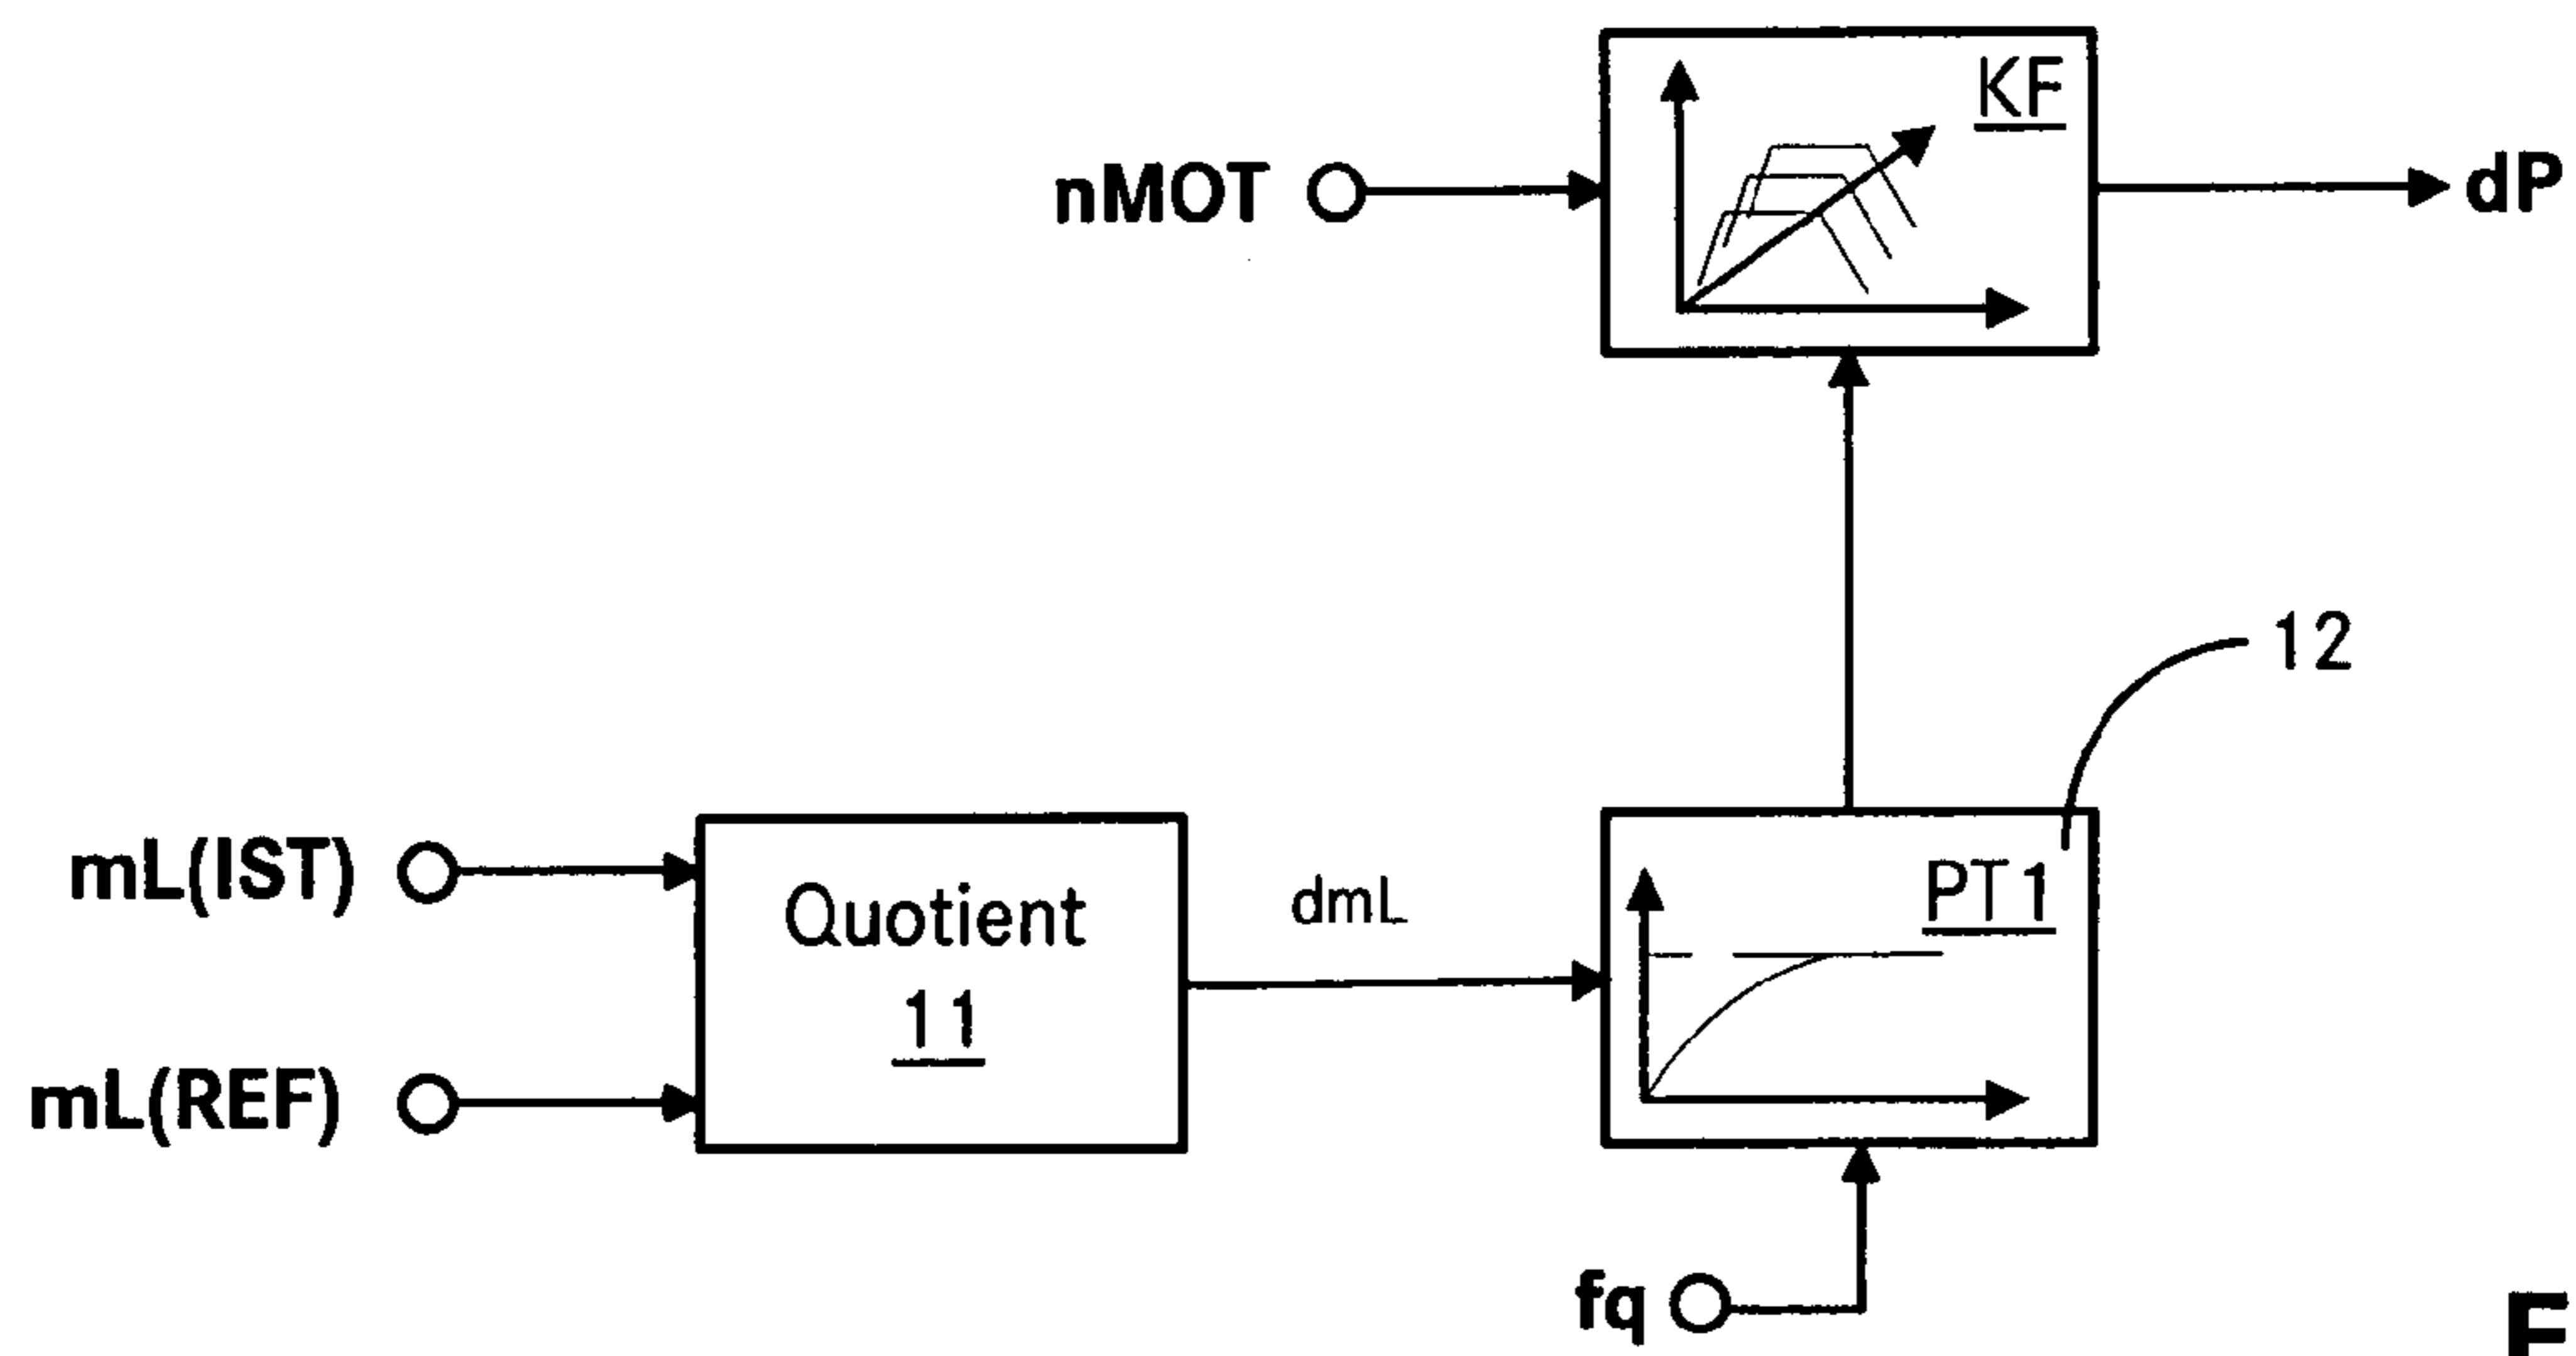 KF
nMOT
dP
12
mL(IST)
Quotient
11
dmL
PT1
mL(REF)
fq